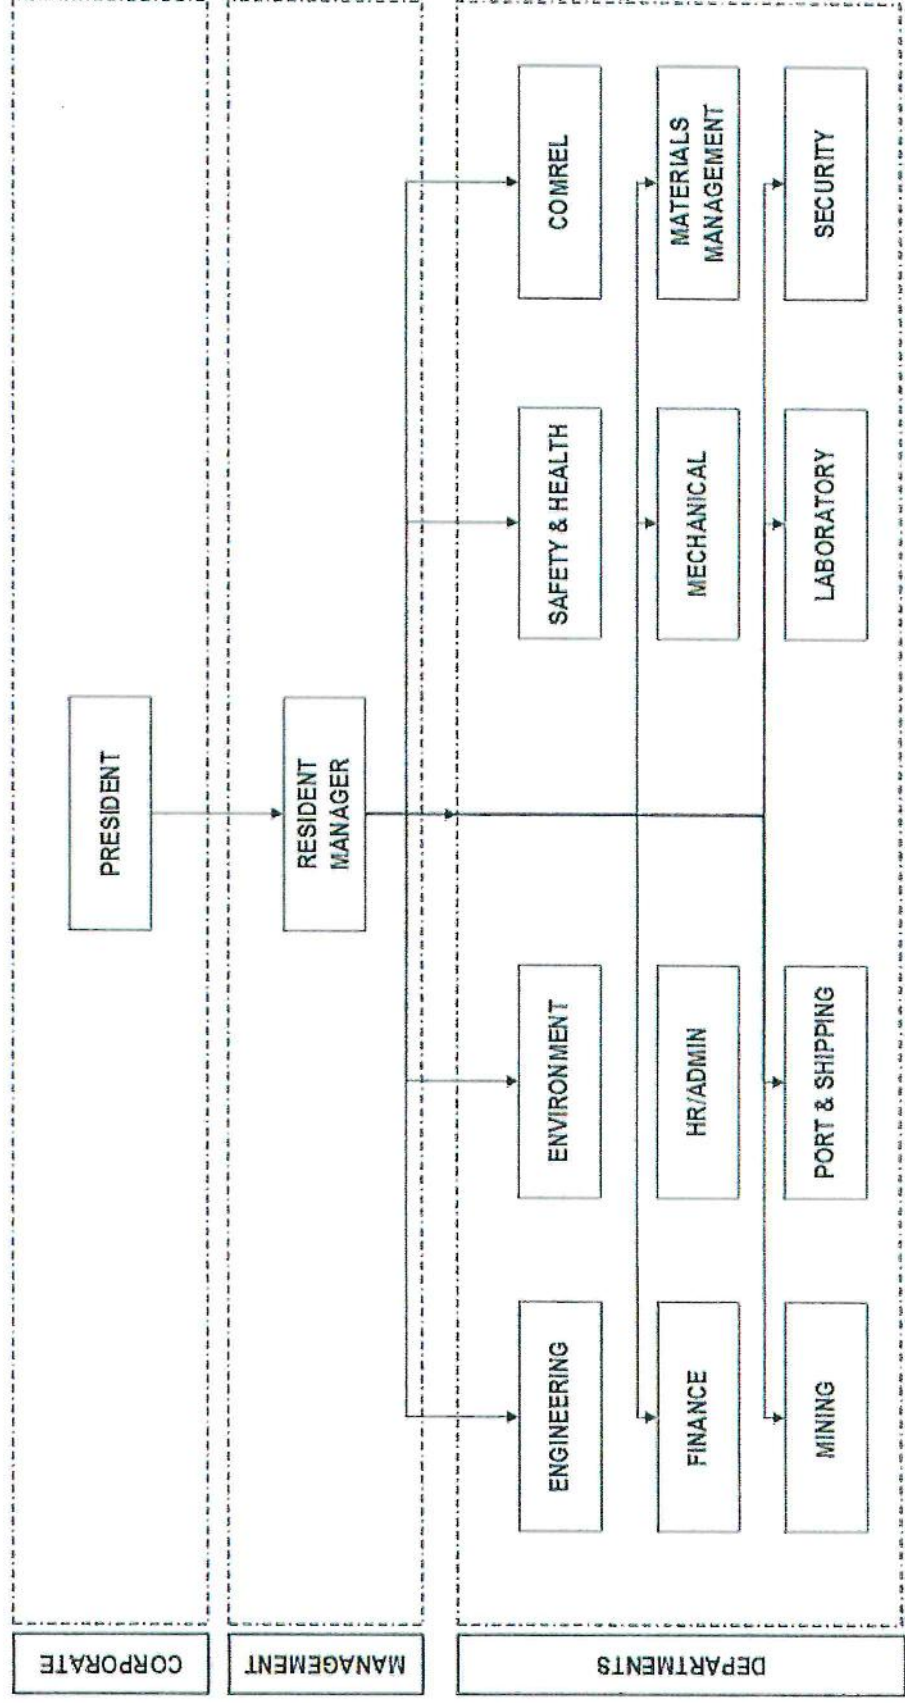 CORPORATE
PRESIDENT
MANAGEMENT
RESIDENT
MANAGER
DEPARTMENTS
ENGINEERING
ENVIRONMENT
SAFETY & HEALTH
COMREL
FINANCE
HR/ADMIN
MECHANICAL
MATERIALS
MANAGEMENT
MINING
PORT & SHIPPING
LABORATORY
SECURITY